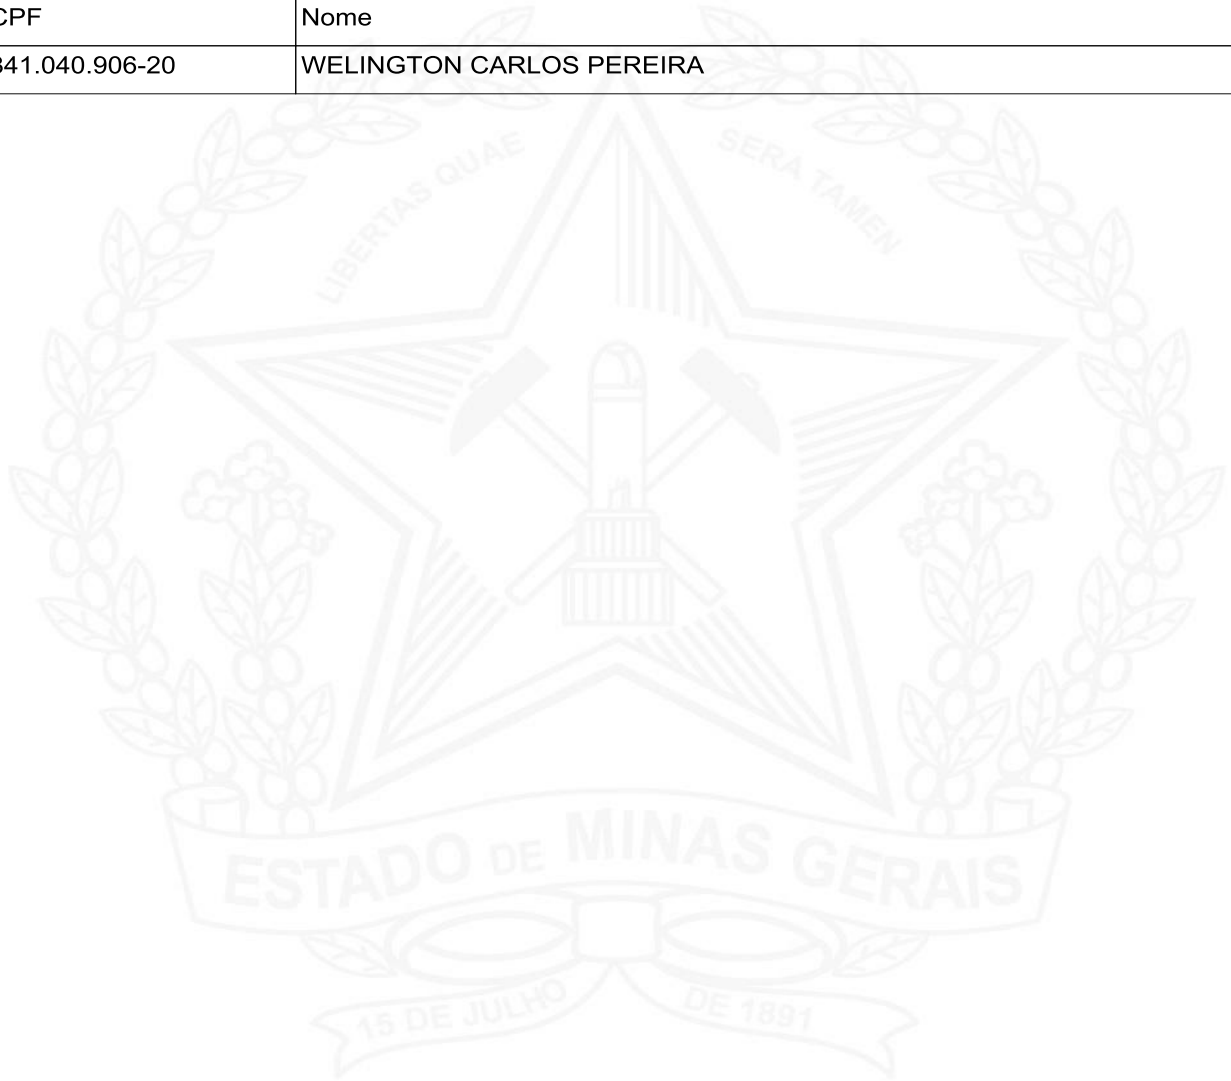 CPF Nome
841.040.906-20 WELINGTON CARLOS PEREIRA
LIBERTAS QUAE SERA TAMEN
ESTADO DE MINAS GERAIS
15 DE JULHO DE 1891